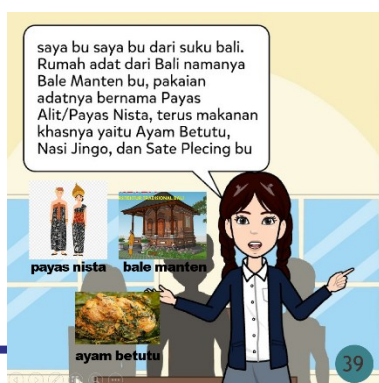 saya bu saya bu dari suku bali.
Rumah adat dari Bali namanya
Bale Manten bu, pakaian
adatnya bernama Payas
Alit/Payas Nista, terus makanan
khasnya yaitu Ayam Betutu,
Nasi Jingo, dan Sate Plecing bu
payas nista
bale manten
ayam betutu
39